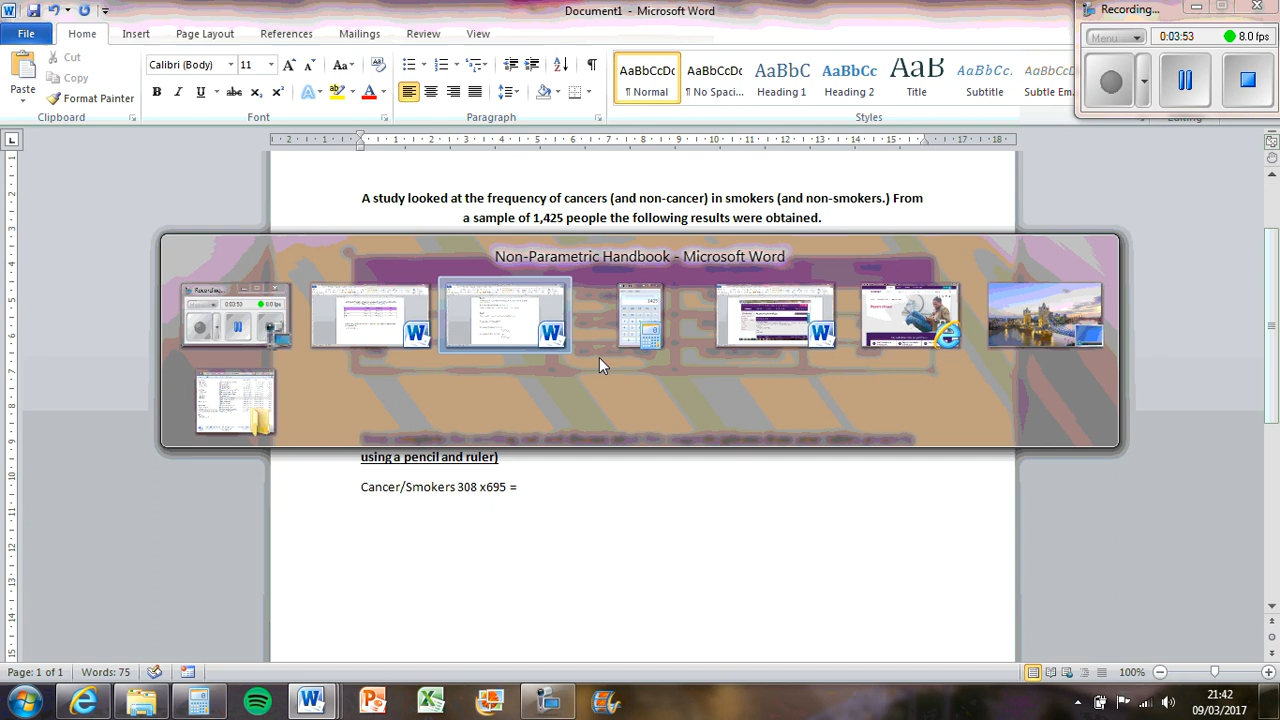 Document1 - Microsoft Word
Recording...
File Home Insert Page Layout References Mailings Review View
Menu 0:03:53 8.0 fps
Cut
Copy
Format Painter
Paste
Calibri (Body) 11
AaBbCcDc AaBbCcDc AaBbC AaBbCc AaB AaBbCc. AaBbCcDc
¶ Normal ¶ No Spaci... Heading 1 Heading 2 Title Subtitle Subtle Em...
Clipboard Font Paragraph Styles Editing
A study looked at the frequency of cancers (and non-cancer) in smokers (and non-smokers.) From
a sample of 1,425 people the following results were obtained.
Non-Parametric Handbook - Microsoft Word
using a pencil and ruler)
Cancer/Smokers 308 x695 =
Page: 1 of 1 Words: 75 100%
21:42
09/03/2017